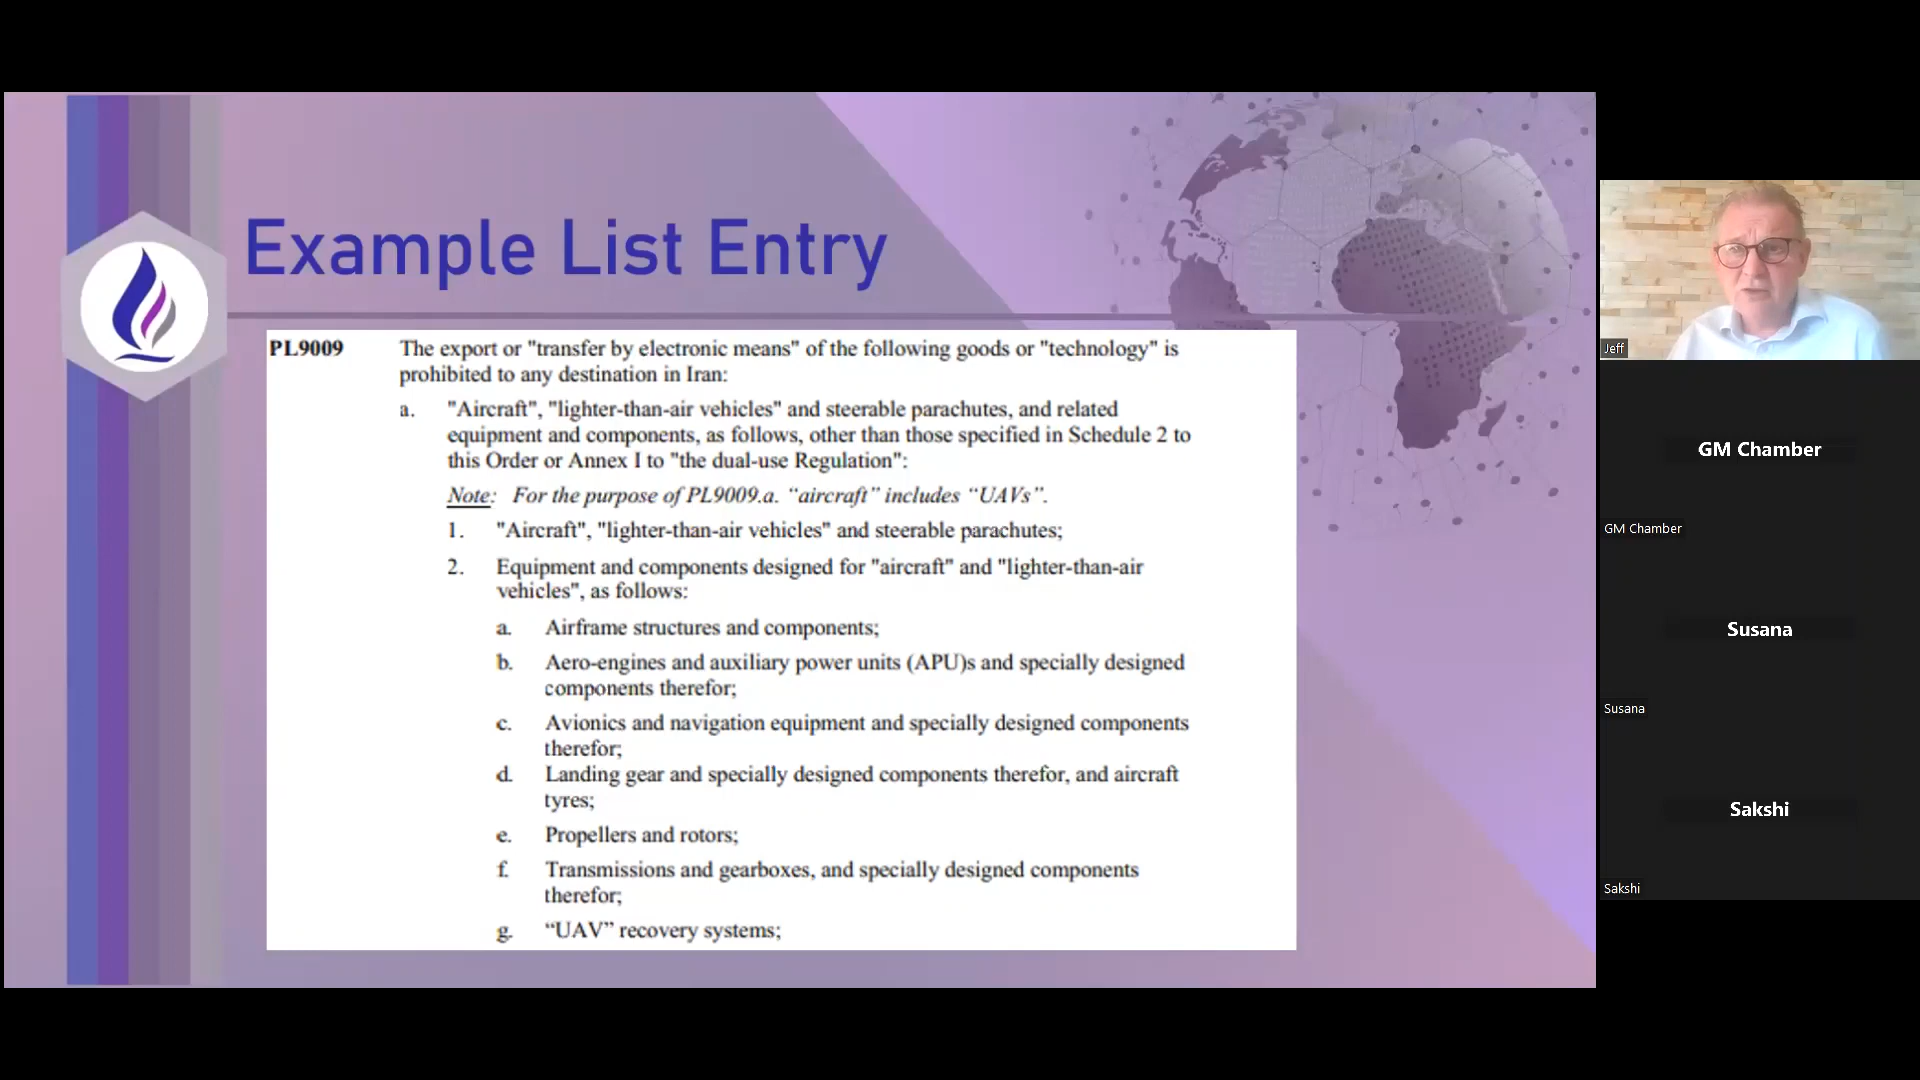 Example List Entry
PL9009 The export or "transfer by electronic means" of the following goods or "technology" is
prohibited to any destination in Iran:
a. "Aircraft", "lighter-than-air vehicles" and steerable parachutes, and related
equipment and components, as follows, other than those specified in Schedule 2 to
this Order or Annex I to "the dual-use Regulation":
Note: For the purpose of PL9009.a. “aircraft” includes “UAVs”.
1. "Aircraft", "lighter-than-air vehicles" and steerable parachutes;
2. Equipment and components designed for "aircraft" and "lighter-than-air
vehicles", as follows:
a. Airframe structures and components;
b. Aero-engines and auxiliary power units (APU)s and specially designed
components therefor;
c. Avionics and navigation equipment and specially designed components
therefor;
d. Landing gear and specially designed components therefor, and aircraft
tyres;
e. Propellers and rotors;
f. Transmissions and gearboxes, and specially designed components
therefor;
g. “UAV” recovery systems;
Jeff
GM Chamber
GM Chamber
Susana
Susana
Sakshi
Sakshi